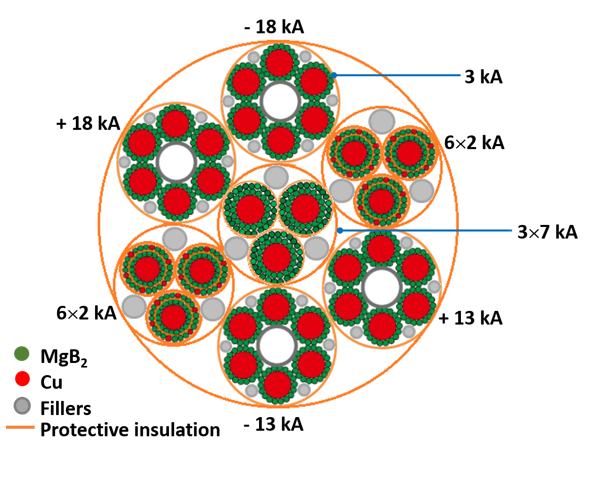 - 18 kA
3 kA
+ 18 kA
6×2 kA
3×7 kA
6×2 kA
+ 13 kA
MgB₂
Cu
Fillers
Protective insulation
- 13 kA